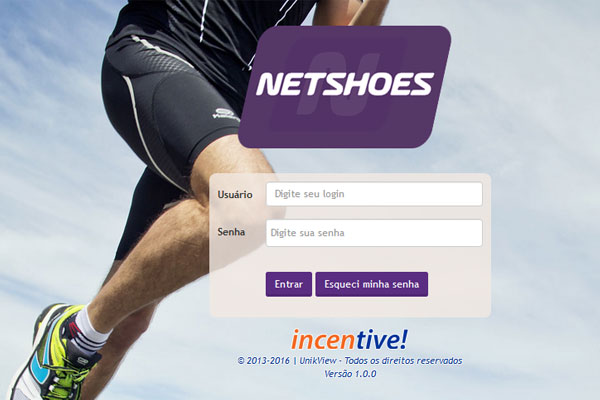 NETSHOES
Usuário
Digite seu login
Senha
Digite sua senha
Entrar
Esqueci minha senha
incentive!
© 2013-2016 | UnikView - Todos os direitos reservados
Versão 1.0.0